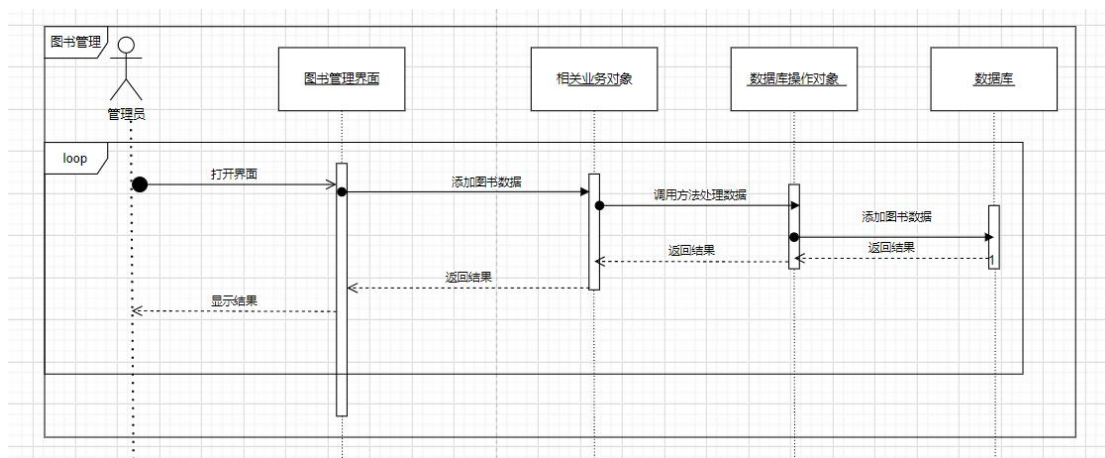 图书管理
管理员
图书管理界面
相关业务对象
数据库操作对象
数据库
loop
打开界面
添加图书数据
调用方法处理数据
添加图书数据
返回结果
返回结果
返回结果
显示结果
1